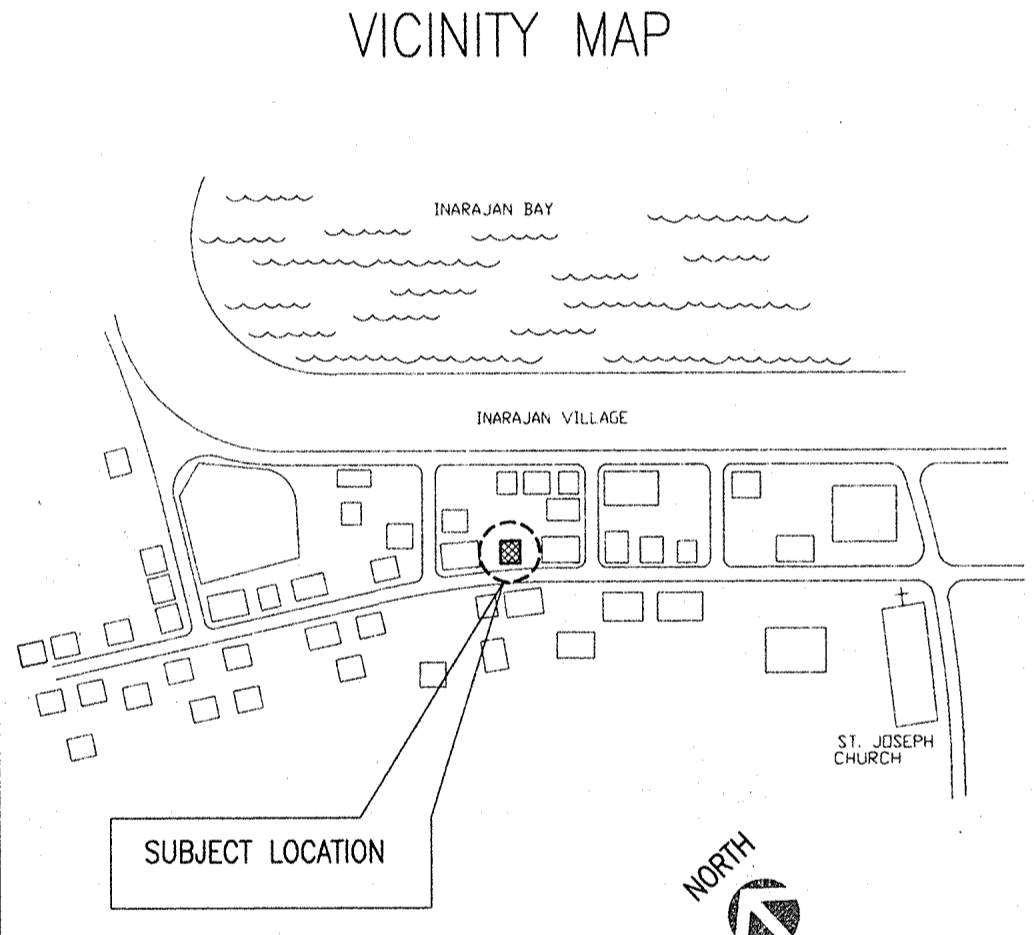 VICINITY MAP
INARAJAN BAY
INARAJAN VILLAGE
ST. JOSEPH
CHURCH
SUBJECT LOCATION
NORTH